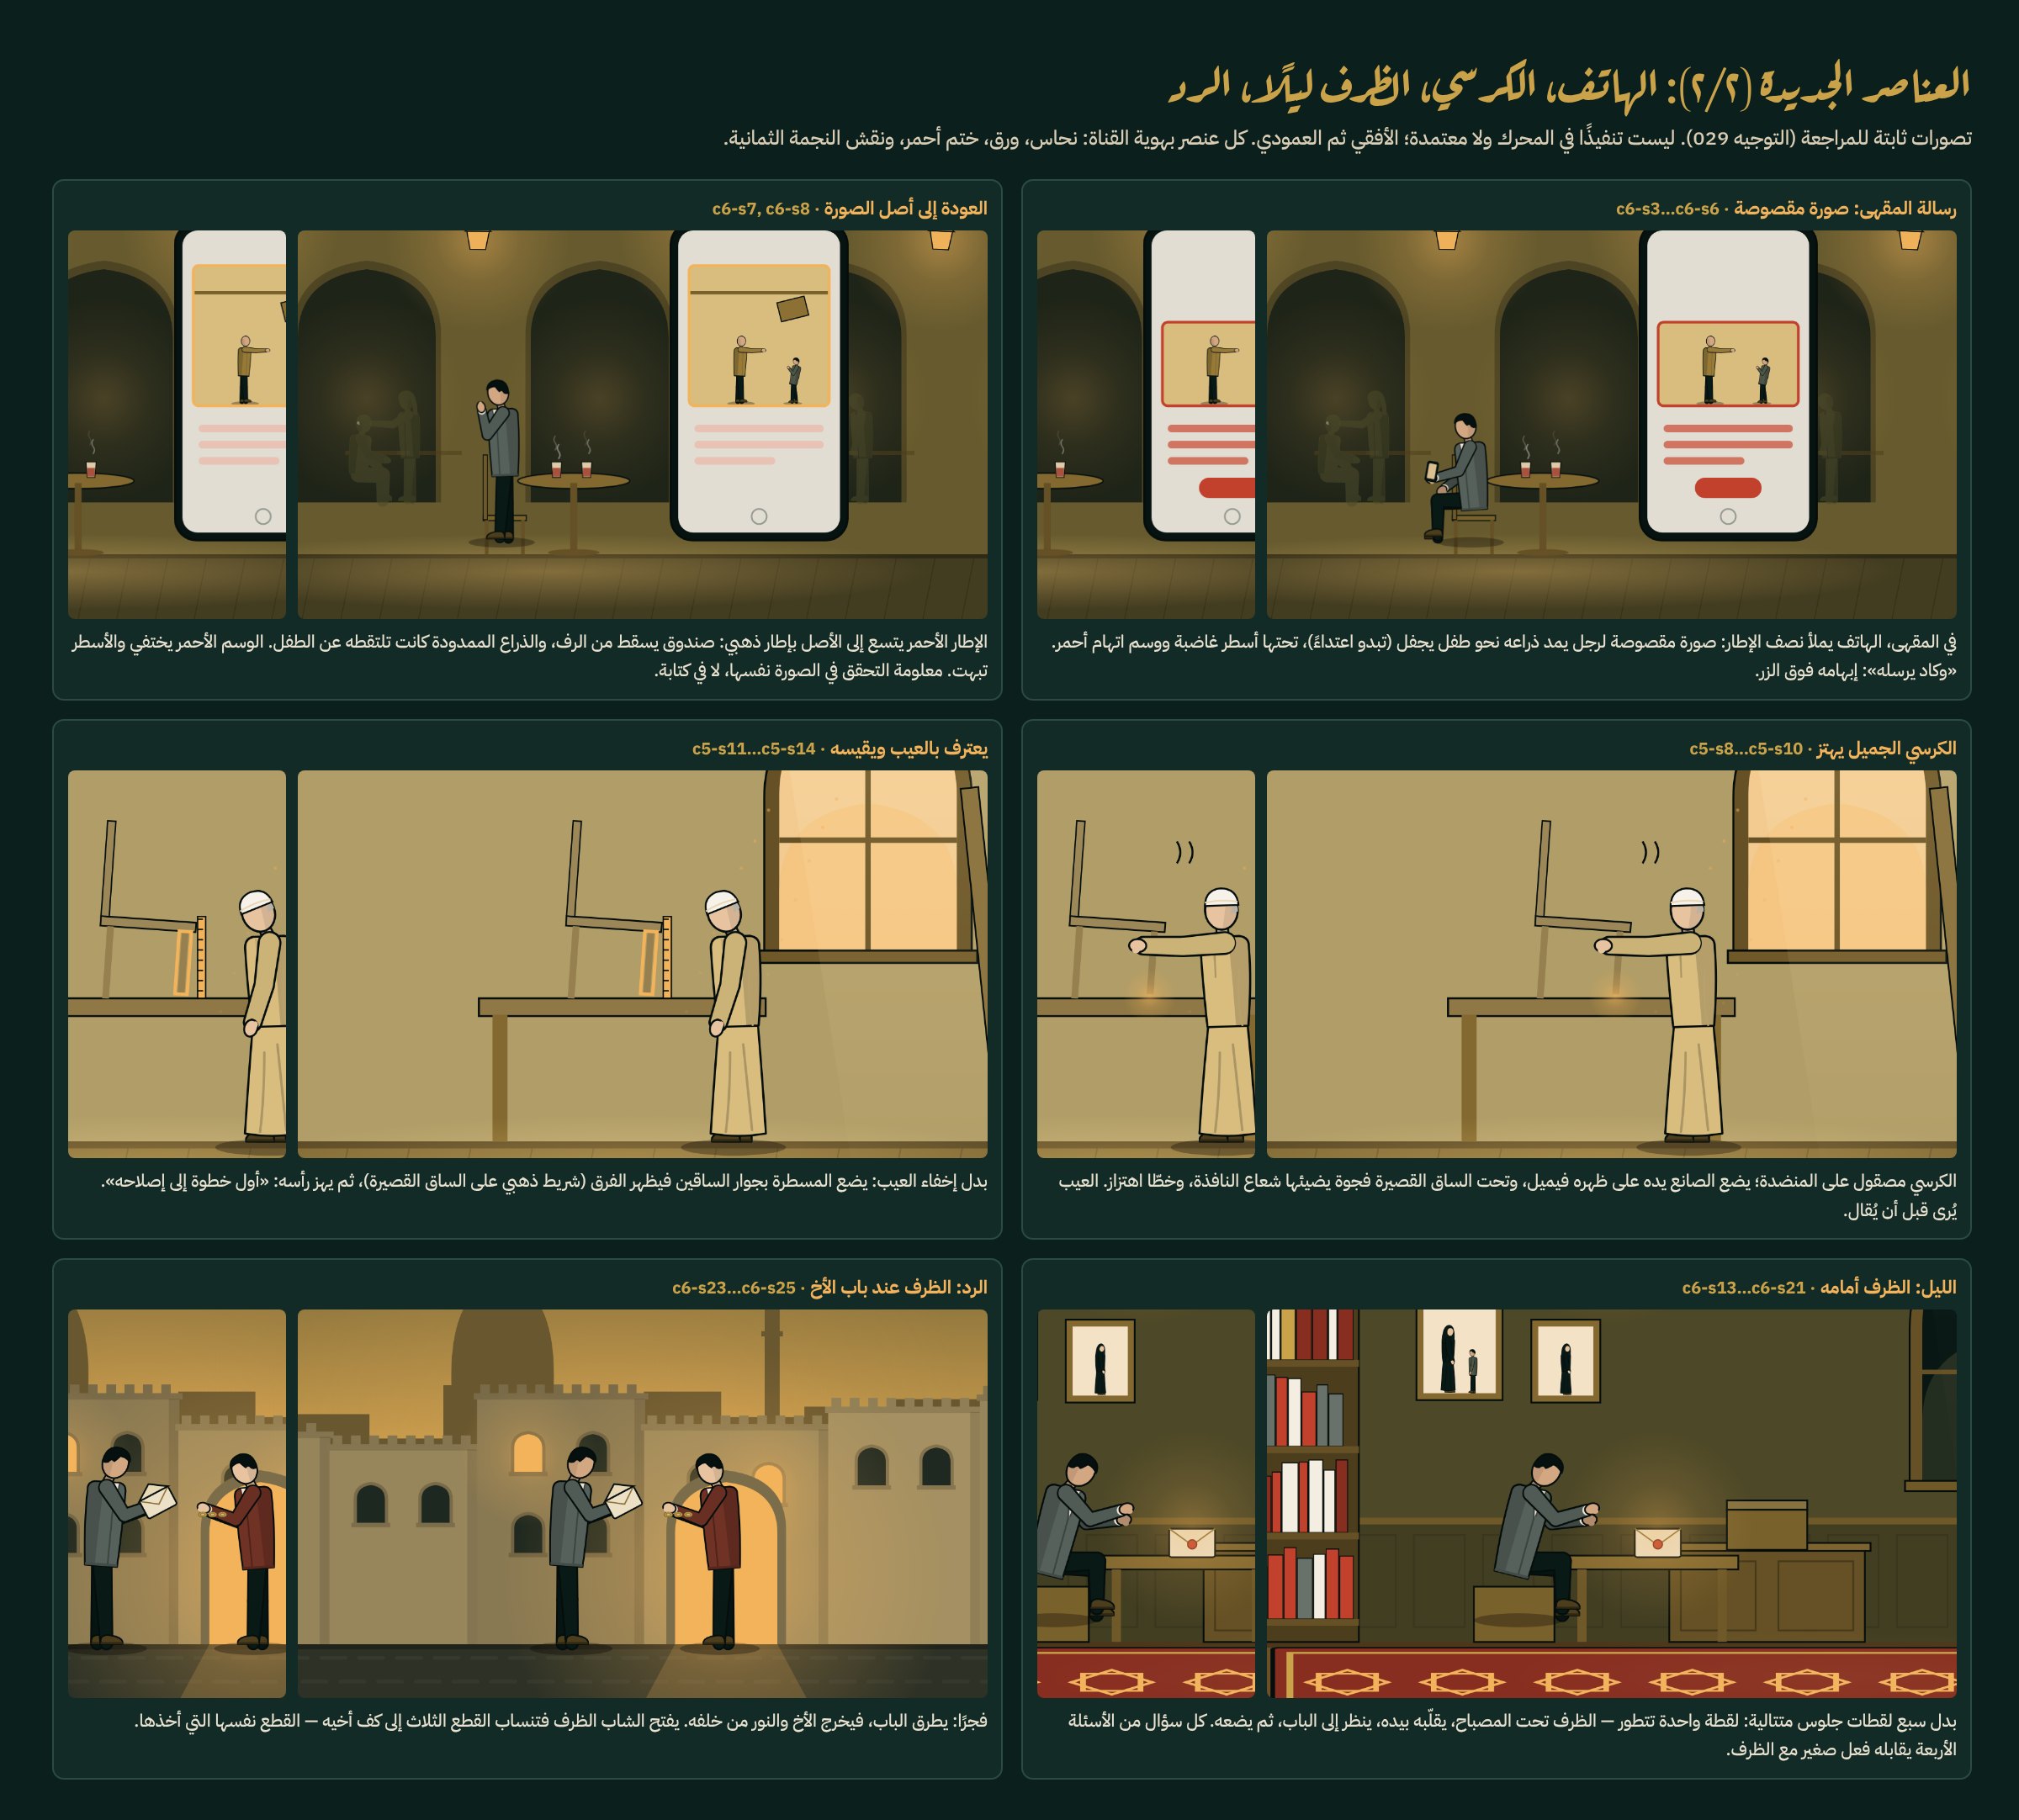 العناصر الجديدة (٢/٢): الهاتف، الكرسي، الظرف ليلًا، الرد
تصورات ثابتة للمراجعة (التوجيه 029). ليست تنفيذًا في المحرك ولا معتمدة؛ الأفقي ثم العمودي. كل عنصر بهوية القناة: نحاس، ورق، ختم أحمر، ونقش النجمة الثمانية.
رسالة المقهى: صورة مقصوصة · c6-s3…c6-s6
في المقهى، الهاتف يملأ نصف الإطار: صورة مقصوصة لرجل يمد ذراعه نحو طفل يجفل (تبدو اعتداءً)، تحتها أسطر غاضبة ووسم اتهام أحمر.
«وكاد يرسله»: إبهامه فوق الزر.
العودة إلى أصل الصورة · c6-s7, c6-s8
الإطار الأحمر يتسع إلى الأصل بإطار ذهبي: صندوق يسقط من الرف، والذراع الممدودة كانت تلتقطه عن الطفل. الوسم الأحمر يختفي والأسطر
تبهت. معلومة التحقق في الصورة نفسها، لا في كتابة.
الكرسي الجميل يهتز · c5-s8…c5-s10
الكرسي مصقول على المنضدة؛ يضع الصانع يده على ظهره فيميل، وتحت الساق القصيرة فجوة يضيئها شعاع النافذة، وخطّا اهتزاز. العيب
يُرى قبل أن يُقال.
يعترف بالعيب ويقيسه · c5-s11…c5-s14
بدل إخفاء العيب: يضع المسطرة بجوار الساقين فيظهر الفرق (شريط ذهبي على الساق القصيرة)، ثم يهز رأسه: «أول خطوة إلى إصلاحه».
الليل: الظرف أمامه · c6-s13…c6-s21
بدل سبع لقطات جلوس متتالية: لقطة واحدة تتطور — الظرف تحت المصباح، يقلّبه بيده، ينظر إلى الباب، ثم يضعه. كل سؤال من الأسئلة
الأربعة يقابله فعل صغير مع الظرف.
الرد: الظرف عند باب الأخ · c6-s23…c6-s25
فجرًا: يطرق الباب، فيخرج الأخ والنور من خلفه. يفتح الشاب الظرف فتنساب القطع الثلاث إلى كف أخيه — القطع نفسها التي أخذها.